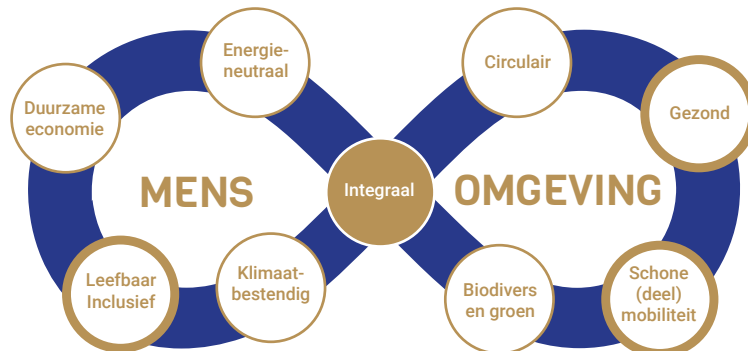 Energie-
neutraal
Circulair
Duurzame
economie
Gezond
MENS
Integraal
OMGEVING
Leefbaar
Inclusief
Klimaat-
bestendig
Biodivers
en groen
Schone
(deel)
mobiliteit